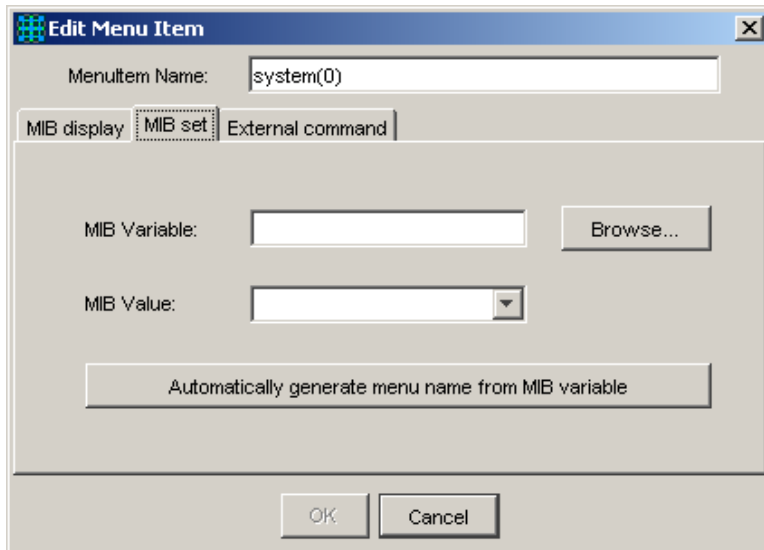 Edit Menu Item
MenuItem Name: system(0)
MIB display MIB set External command
MIB Variable: Browse...
MIB Value:
Automatically generate menu name from MIB variable
OK Cancel